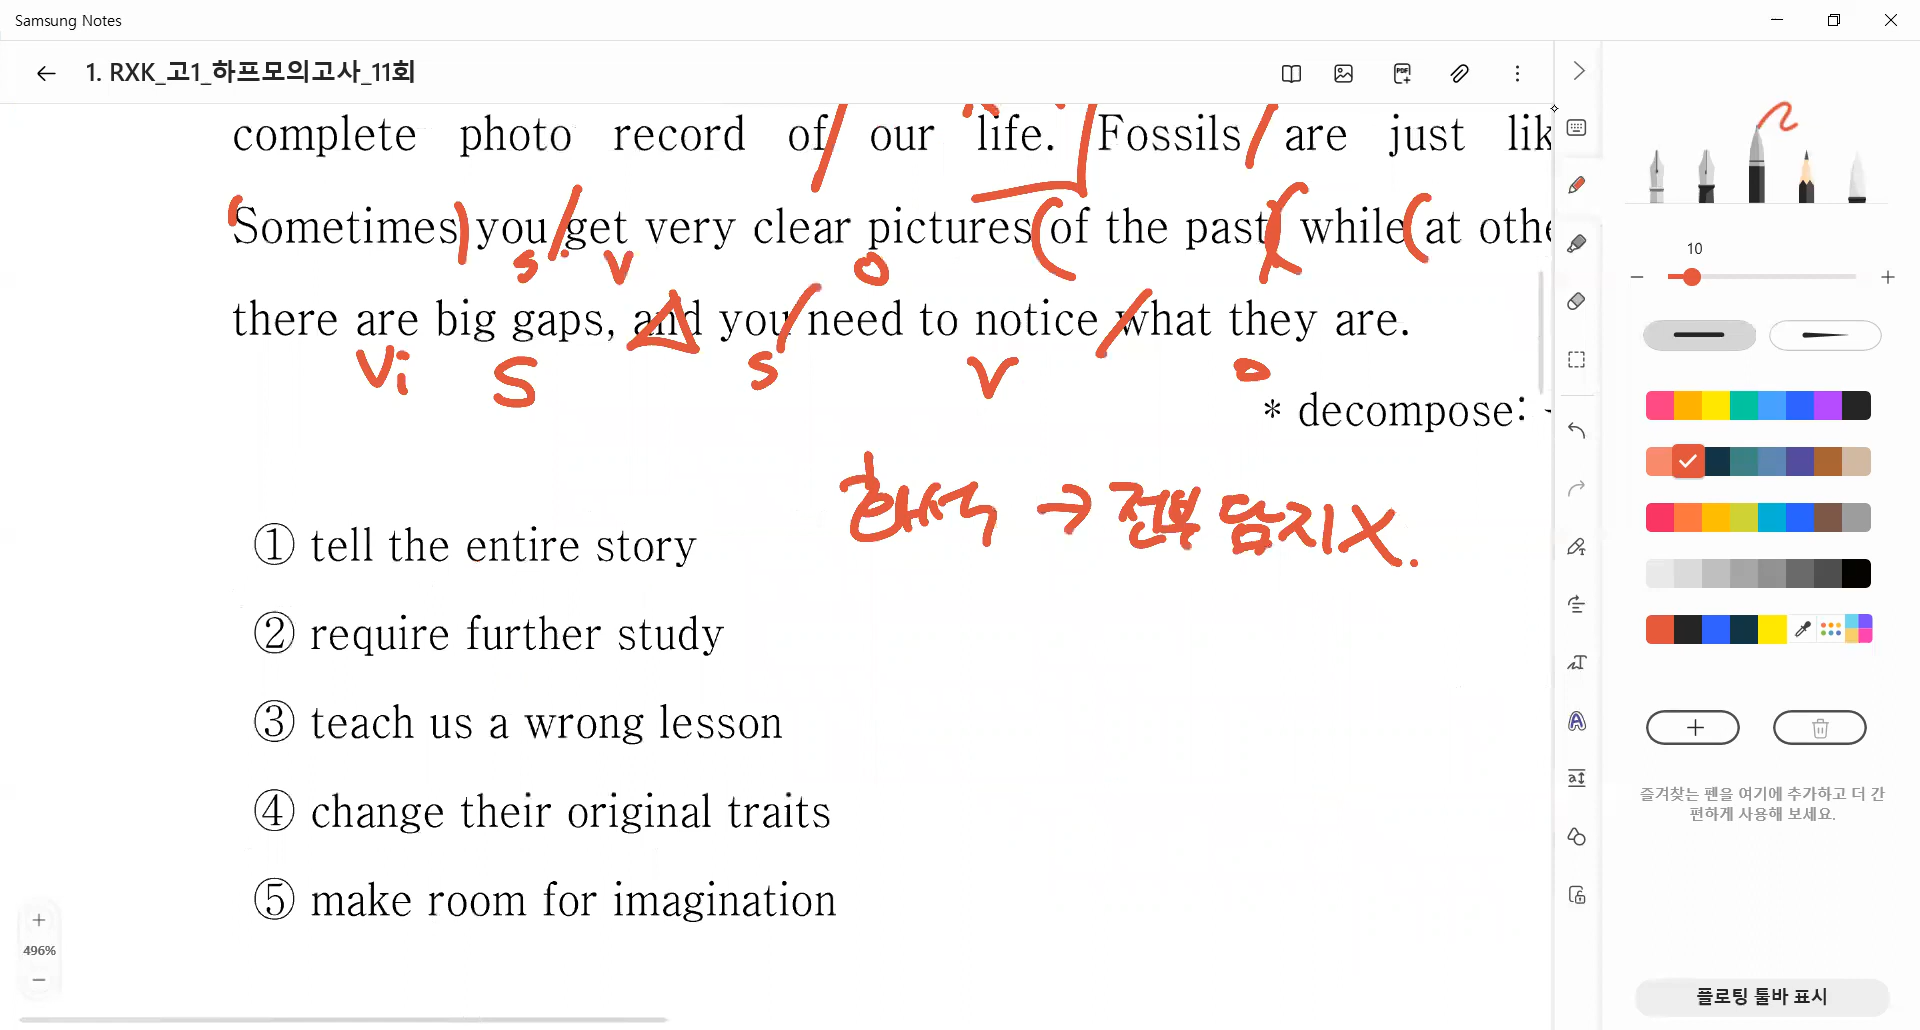 Samsung Notes
1. RXK_고1_하프모의고사_11회
complete photo record of our life. Fossils are just lik
Sometimes you get very clear pictures of the past while at othe
s v o
there are big gaps, and you need to notice what they are.
Vi S s v o
* decompose:
화석 → 전부 담지 X.
① tell the entire story
② require further study
③ teach us a wrong lesson
④ change their original traits
⑤ make room for imagination
10
즐겨찾는 펜을 여기에 추가하고 더 간
편하게 사용해 보세요.
496%
플로팅 툴바 표시